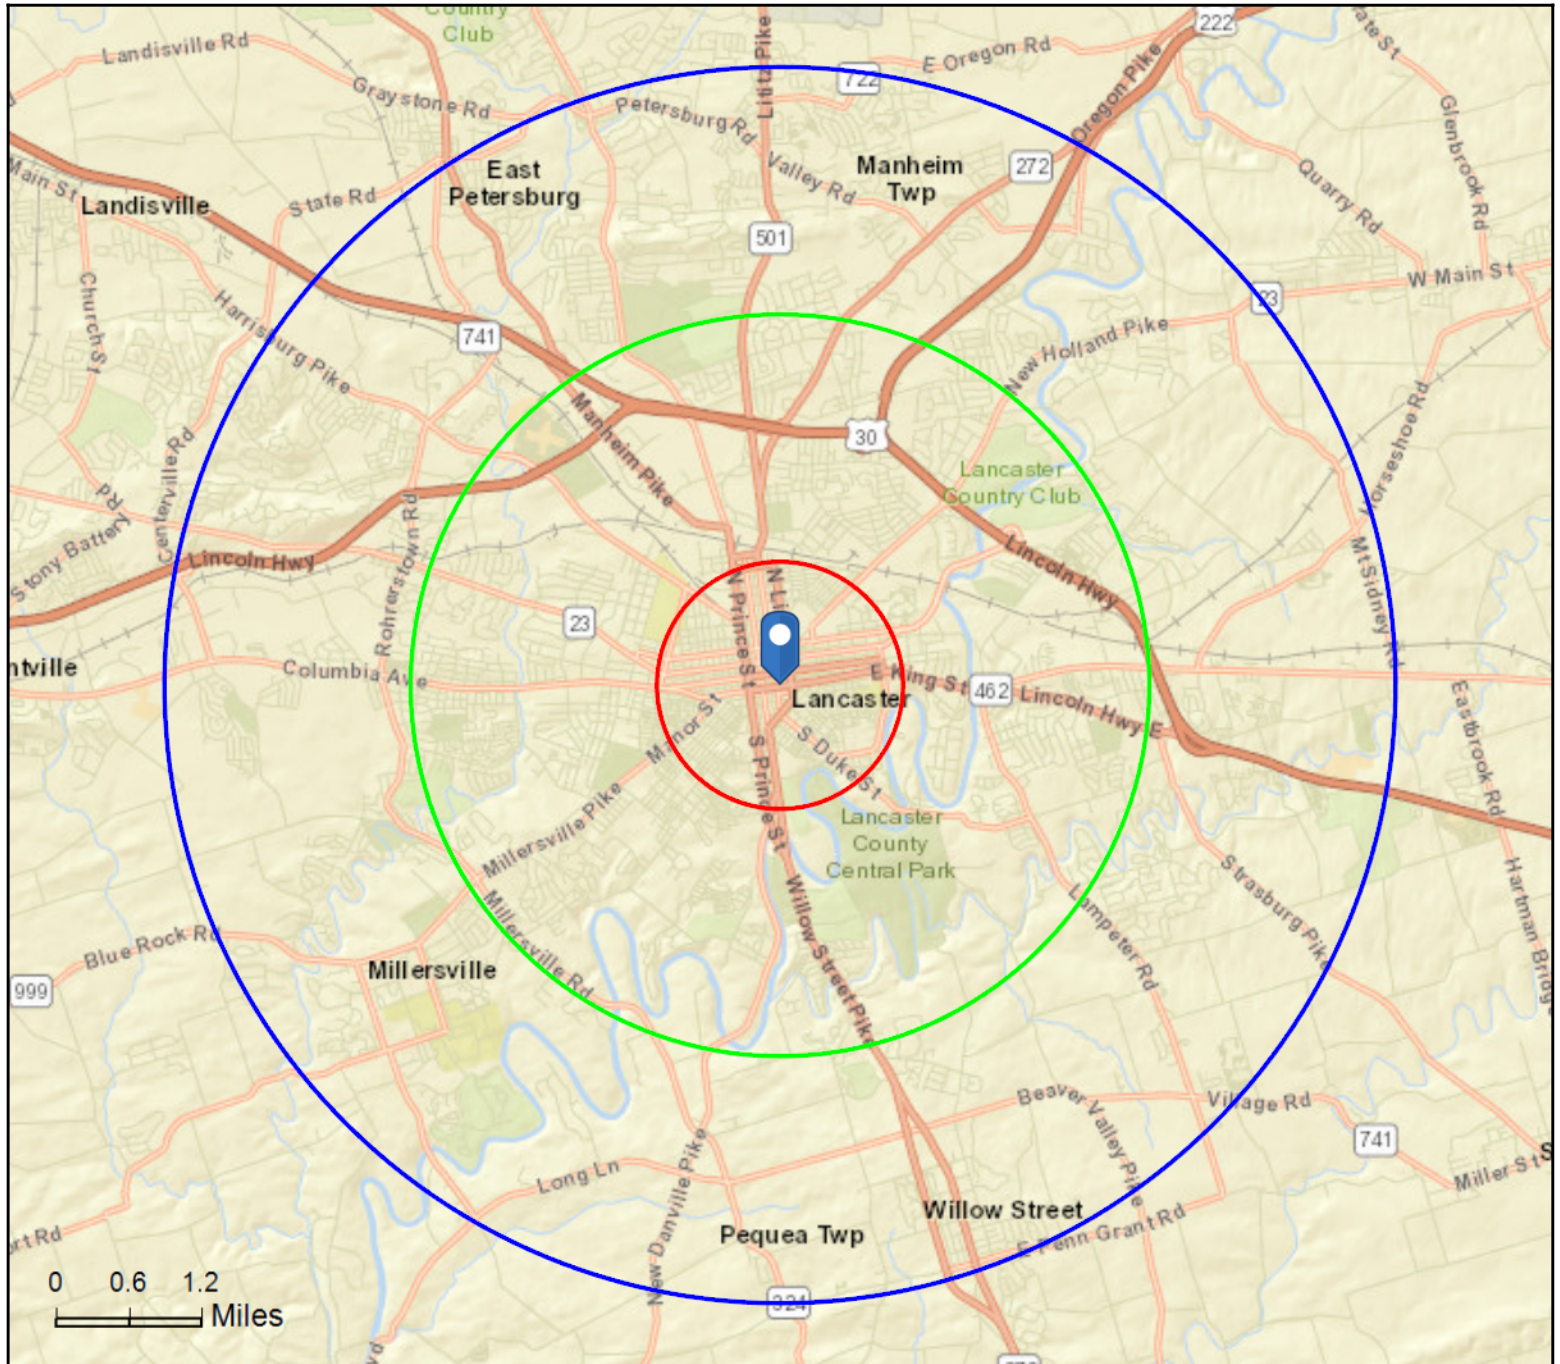 Country
Club
222
Landisville Rd
Lititz Pike
E Oregon Rd
722
Oregon Pike
Graystone Rd
Petersburg Rd
Glenbrook Rd
East
Petersburg
Valley Rd
Manheim
Twp
272
Quarry Rd
Main St
Landisville
State Rd
501
W Main St
23
Church St
Harrisburg Pike
741
New Holland Pike
Manheim Pike
30
Horseshoe Rd
Lancaster
Country Club
Centerville Rd
Stony Battery Rd
Rohrerstown Rd
Lincoln Hwy
Lincoln Hwy
Mt Sidney Rd
N Prince St
23
ntville
Columbia Ave
E King St
462
Lincoln Hwy E
Lancaster
Eastbrook Rd
Manor St
S Prince St
S Duke St
Millersville Pike
Lancaster
County
Central Park
Strasburg Pike
Hartman Bridg
Lampeter Rd
Willow Street Pike
Millersville Rd
Blue Rock Rd
Millersville
999
Beaver Valley Pike
Village Rd
741
Miller St
Long Ln
New Danville Pike
Willow Street
Pequea Twp
E Penn Grant Rd
ort Rd
324
0 0.6 1.2
Miles